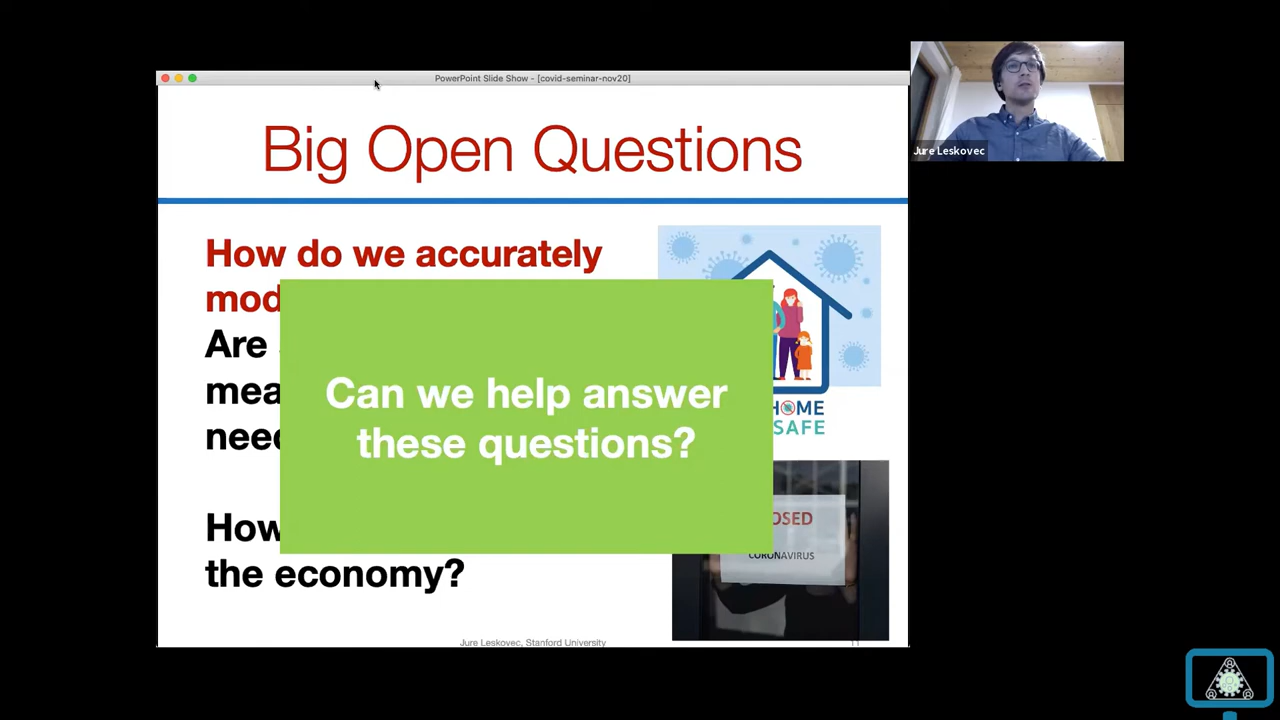 PowerPoint Slide Show - [covid-seminar-nov20]
Jure Leskovec
Big Open Questions
How do we accurately
mod
Are
mea
need
How
the economy?
Can we help answer
these questions?
HOME
SAFE
OSED
CORONAVIRUS
Jure Leskovec, Stanford University
11